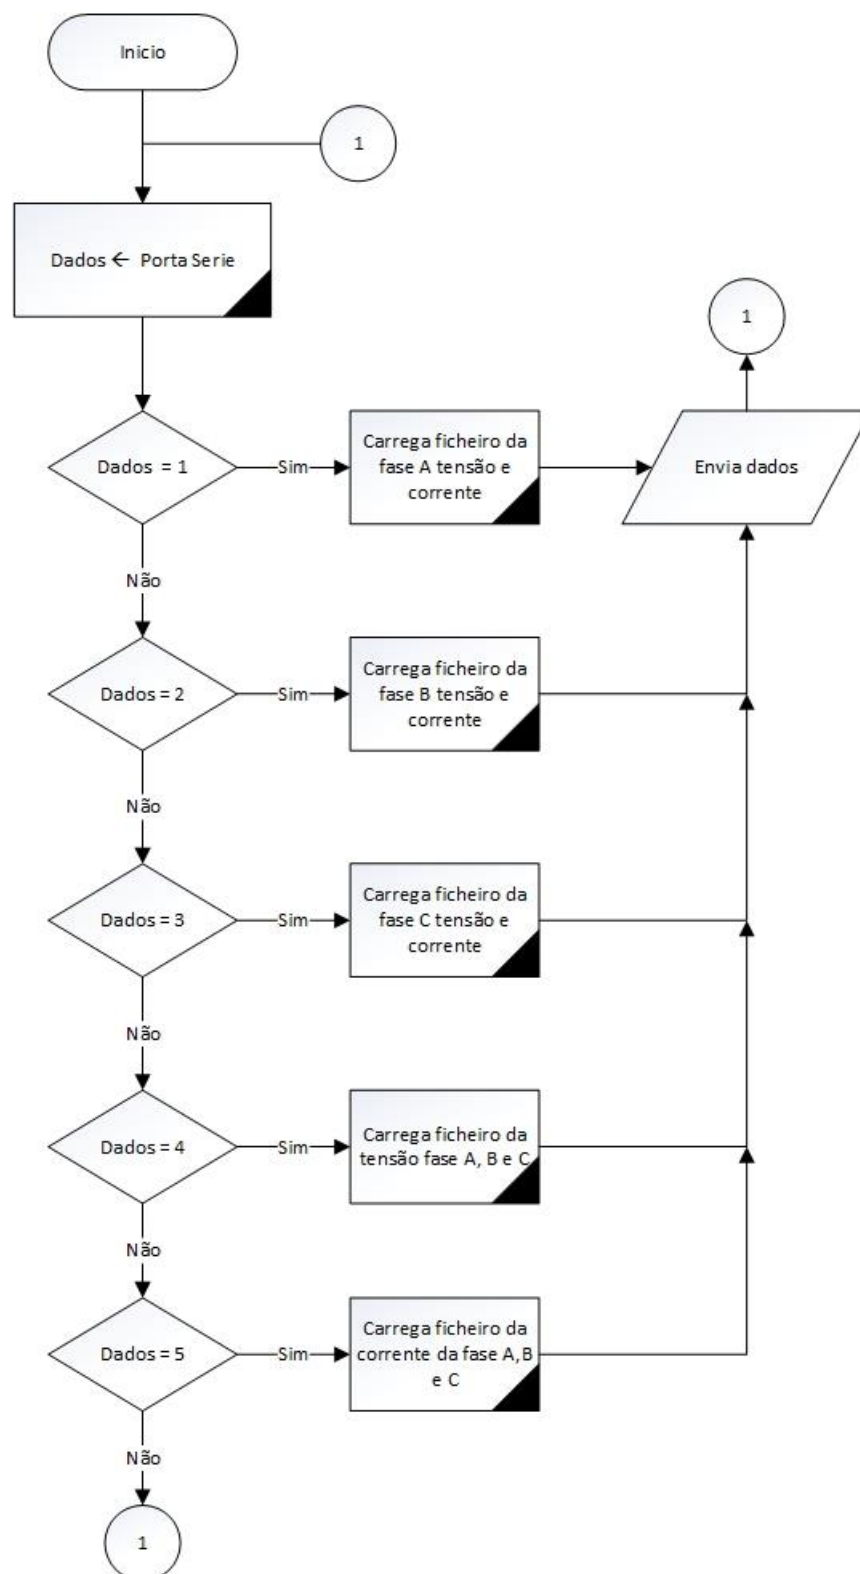 Inicio
1
Dados ← Porta Serie
1
Dados = 1
Sim
Carrega ficheiro da
fase A tensão e
corrente
Envia dados
Não
Dados = 2
Sim
Carrega ficheiro da
fase B tensão e
corrente
Não
Dados = 3
Sim
Carrega ficheiro da
fase C tensão e
corrente
Não
Dados = 4
Sim
Carrega ficheiro da
tensão fase A, B e C
Não
Dados = 5
Sim
Carrega ficheiro da
corrente da fase A,B
e C
Não
1